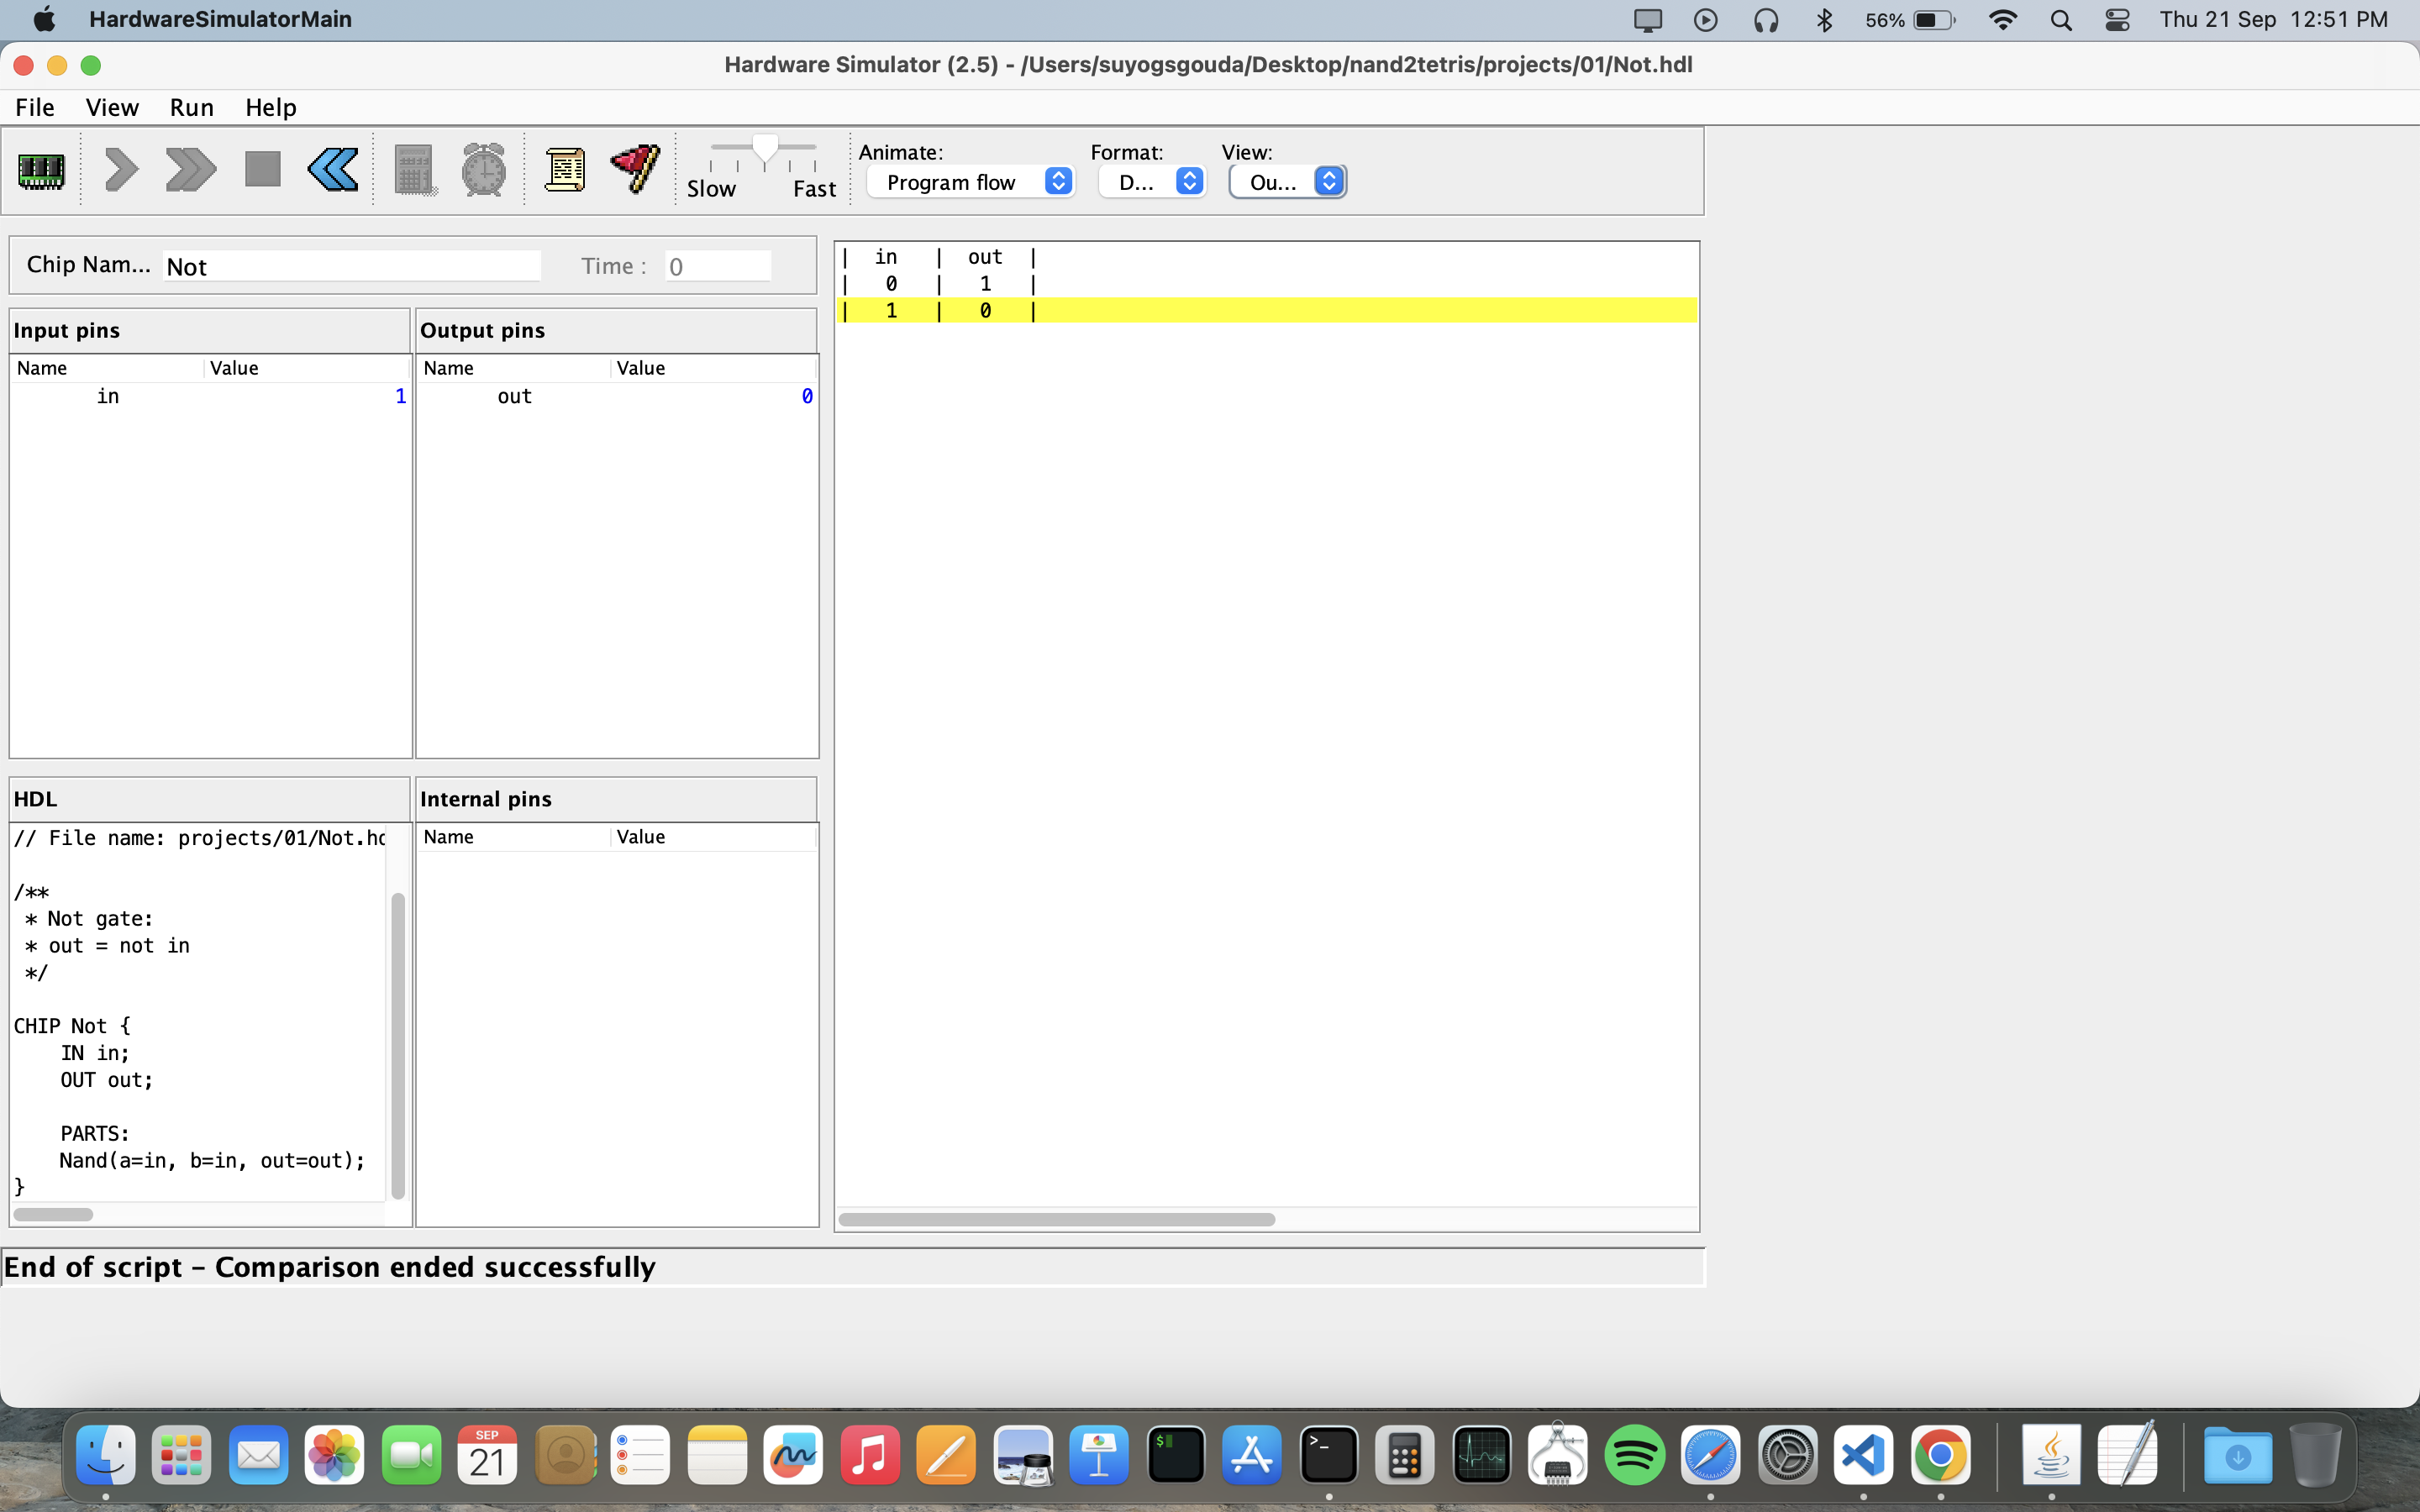 HardwareSimulatorMain
56%
Thu 21 Sep 12:51 PM
Hardware Simulator (2.5) - /Users/suyogsgouda/Desktop/nand2tetris/projects/01/Not.hdl
File View Run Help
Slow Fast
Animate: Format: View:
Program flow D... Ou...
Chip Nam... Not Time : 0
Input pins
Name Value
in 1
Output pins
Name Value
out 0
HDL
// File name: projects/01/Not.hd
/**
* Not gate:
* out = not in
*/
CHIP Not {
IN in;
OUT out;
PARTS:
Nand(a=in, b=in, out=out);
}
Internal pins
Name Value
| in | out |
| 0 | 1 |
| 1 | 0 |
End of script – Comparison ended successfully
SEP
21
$
>_